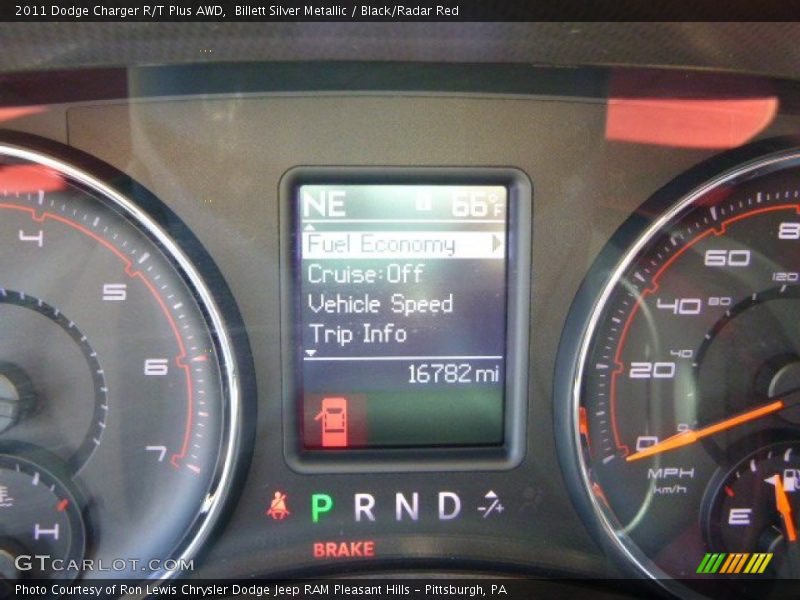 2011 Dodge Charger R/T Plus AWD, Billett Silver Metallic / Black/Radar Red
NE 66°F
Fuel Economy
Cruise:Off
Vehicle Speed
Trip Info
16782 mi
4
5
6
7
H
8
60
120
40 80
20 40
0 0
MPH
km/h
E
P R N D -/+
BRAKE
GTCARLOT.COM
Photo Courtesy of Ron Lewis Chrysler Dodge Jeep RAM Pleasant Hills – Pittsburgh, PA